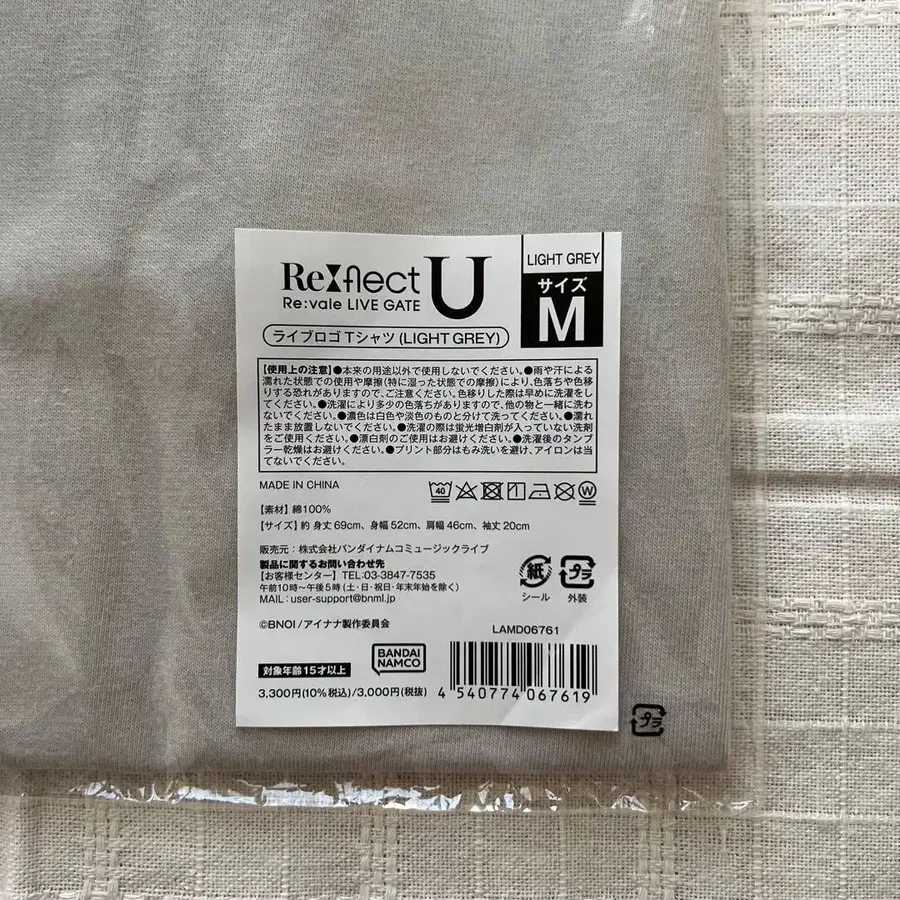 Re:flect U
Re:vale LIVE GATE
LIGHT GREY
サイズ
M
ライブロゴTシャツ(LIGHT GREY)
【使用上の注意】●本来の用途以外で使用しないでください。●雨や汗による
濡れた状態での使用や摩擦(特に湿った状態での摩擦)により、色落ちや色移
りする恐れがありますので、ご注意ください。色移りした際は早めに洗濯をし
てください。●洗濯により多少の色落ちがありますので、他の物と一緒に洗わ
ないでください。●濃色は白色や淡色のものと分けて洗ってください。●濡れ
たまま放置しないでください。●洗濯の際は蛍光増白剤が入っていない洗剤
をご使用ください。●漂白剤のご使用はお避けください。●洗濯後のタンブ
ラー乾燥はお避けください。●プリント部分はもみ洗いを避け、アイロンは当
てないでください。
MADE IN CHINA
40
W
【素材】綿100%
【サイズ】約 身丈69cm、身幅52cm、肩幅46cm、袖丈20cm
販売元：株式会社バンダイナムコミュージックライブ
製品に関するお問い合わせ先
【お客様センター】TEL:03-3847-7535
午前10時〜午後5時(土・日・祝日・年末年始を除く)
MAIL：user-support@bnml.jp
紙
シール
プラ
外装
©BNOI/アイナナ製作委員会
LAMD06761
対象年齢15才以上
BANDAI
NAMCO
3,300円(10%税込)/3,000円(税抜)
4 540774 067619
プラ